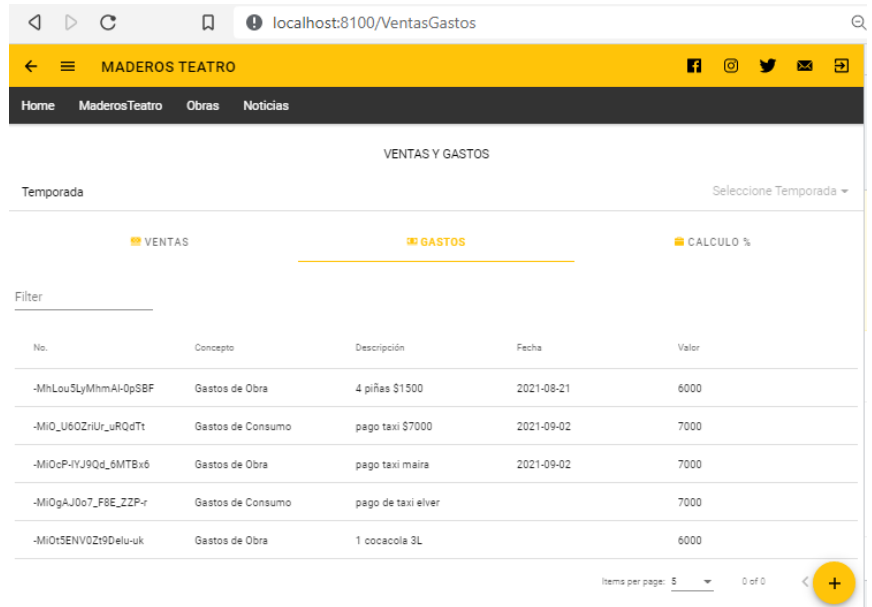 localhost:8100/VentasGastos
MADEROS TEATRO
Home MaderosTeatro Obras Noticias
VENTAS Y GASTOS
Temporada Seleccione Temporada
VENTAS GASTOS CALCULO %
Filter
No. Concepto Descripción Fecha Valor
-MhLou5LyMhmAI-0pSBF Gastos de Obra 4 piñas $1500 2021-08-21 6000
-MiO_U6OZriUr_uRQdTt Gastos de Consumo pago taxi $7000 2021-09-02 7000
-MiOcP-IYJ9Qd_6MTBx6 Gastos de Obra pago taxi maira 2021-09-02 7000
-MiOgAJ0o7_F8E_ZZP-r Gastos de Consumo pago de taxi elver 7000
-MiOt5ENV0Zt9Delu-uk Gastos de Obra 1 cocacola 3L 6000
Items per page: 5 0 of 0